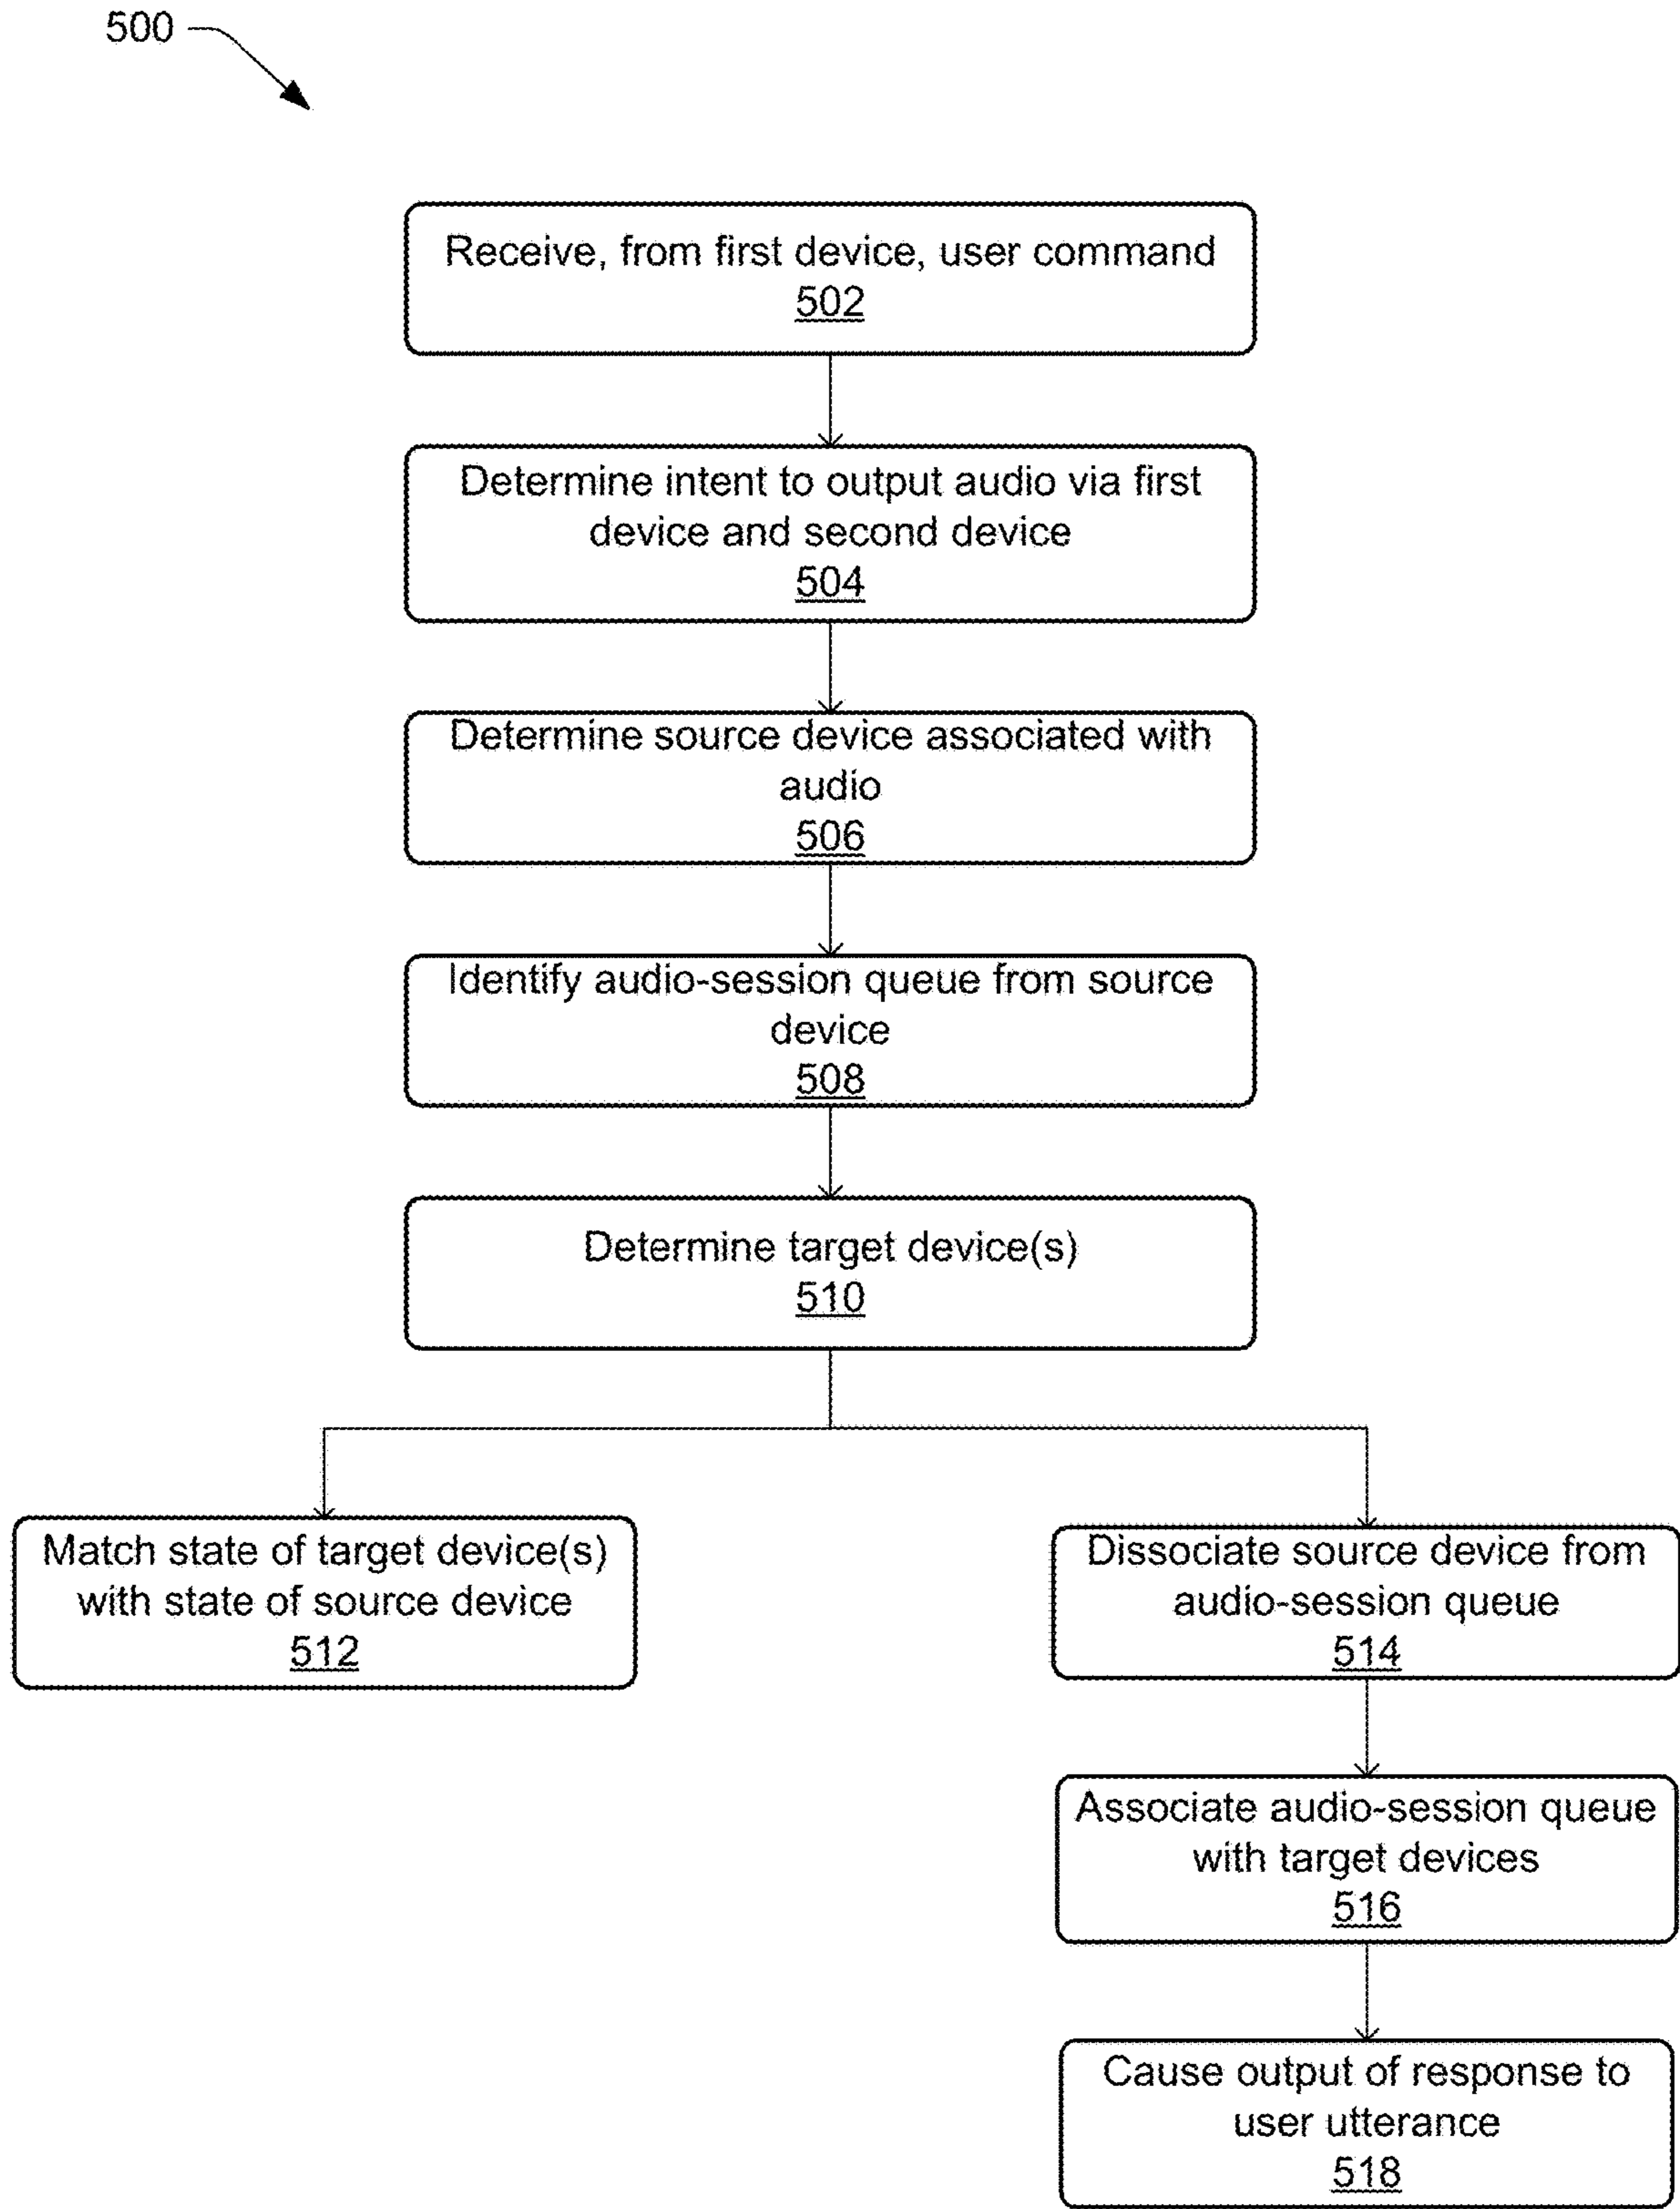 500
Receive, from first device, user command
502
Determine intent to output audio via first
device and second device
504
Determine source device associated with
audio
506
Identify audio-session queue from source
device
508
Determine target device(s)
510
Match state of target device(s)
with state of source device
512
Dissociate source device from
audio-session queue
514
Associate audio-session queue
with target devices
516
Cause output of response to
user utterance
518